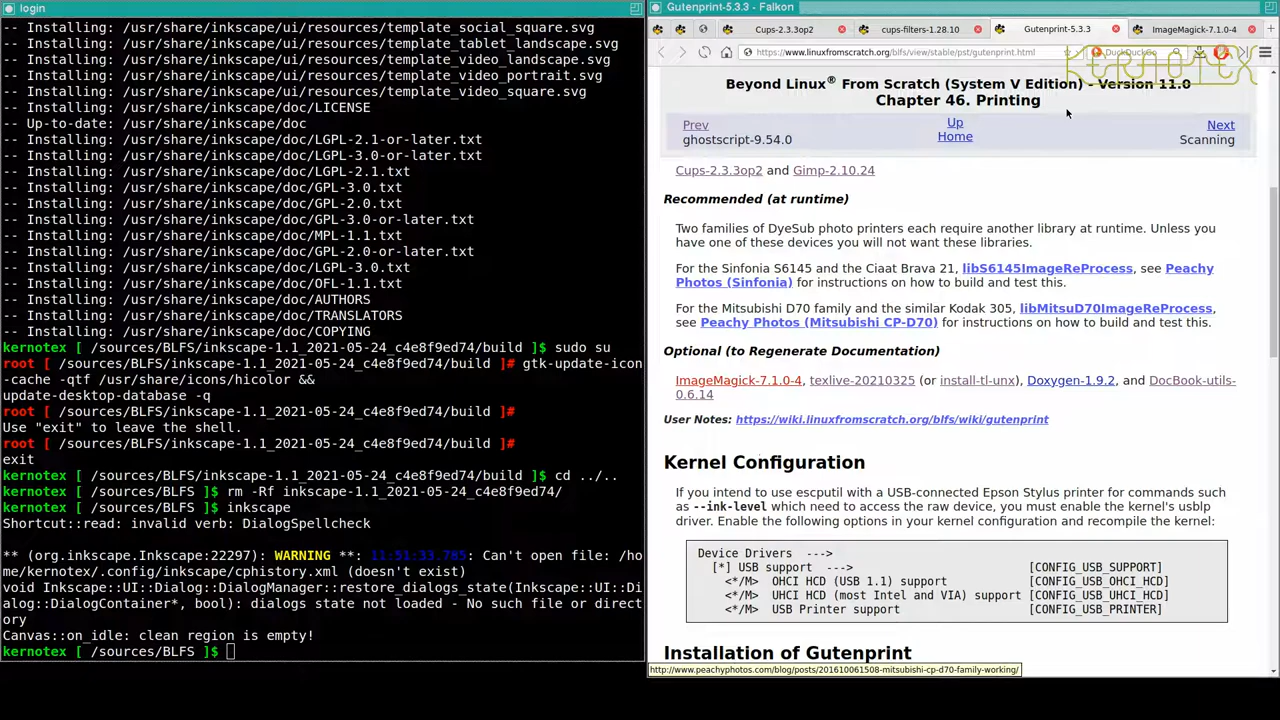 login
-- Installing: /usr/share/inkscape/ui/resources/template_social_square.svg
-- Installing: /usr/share/inkscape/ui/resources/template_tablet_landscape.svg
-- Installing: /usr/share/inkscape/ui/resources/template_video_landscape.svg
-- Installing: /usr/share/inkscape/ui/resources/template_video_portrait.svg
-- Installing: /usr/share/inkscape/ui/resources/template_video_square.svg
-- Installing: /usr/share/inkscape/doc/LICENSE
-- Up-to-date: /usr/share/inkscape/doc
-- Installing: /usr/share/inkscape/doc/LGPL-2.1-or-later.txt
-- Installing: /usr/share/inkscape/doc/LGPL-3.0-or-later.txt
-- Installing: /usr/share/inkscape/doc/LGPL-2.1.txt
-- Installing: /usr/share/inkscape/doc/GPL-3.0.txt
-- Installing: /usr/share/inkscape/doc/GPL-2.0.txt
-- Installing: /usr/share/inkscape/doc/GPL-3.0-or-later.txt
-- Installing: /usr/share/inkscape/doc/MPL-1.1.txt
-- Installing: /usr/share/inkscape/doc/GPL-2.0-or-later.txt
-- Installing: /usr/share/inkscape/doc/LGPL-3.0.txt
-- Installing: /usr/share/inkscape/doc/OFL-1.1.txt
-- Installing: /usr/share/inkscape/doc/AUTHORS
-- Installing: /usr/share/inkscape/doc/TRANSLATORS
-- Installing: /usr/share/inkscape/doc/COPYING
kernotex [ /sources/BLFS/inkscape-1.1_2021-05-24_c4e8f9ed74/build ]$ sudo su
root [ /sources/BLFS/inkscape-1.1_2021-05-24_c4e8f9ed74/build ]# gtk-update-icon
-cache -qtf /usr/share/icons/hicolor &&
update-desktop-database -q
root [ /sources/BLFS/inkscape-1.1_2021-05-24_c4e8f9ed74/build ]#
Use "exit" to leave the shell.
root [ /sources/BLFS/inkscape-1.1_2021-05-24_c4e8f9ed74/build ]#
exit
kernotex [ /sources/BLFS/inkscape-1.1_2021-05-24_c4e8f9ed74/build ]$ cd ../..
kernotex [ /sources/BLFS ]$ rm -Rf inkscape-1.1_2021-05-24_c4e8f9ed74/
kernotex [ /sources/BLFS ]$ inkscape
Shortcut::read: invalid verb: DialogSpellcheck
** (org.inkscape.Inkscape:22297): WARNING **: 11:51:33.785: Can't open file: /ho
me/kernotex/.config/inkscape/cphistory.xml (doesn't exist)
void Inkscape::UI::Dialog::DialogManager::restore_dialogs_state(Inkscape::UI::Di
alog::DialogContainer*, bool): dialogs state not loaded - No such file or direct
ory
Canvas::on_idle: clean region is empty!
kernotex [ /sources/BLFS ]$
Gutenprint-5.3.3 - Falkon
Cups-2.3.3op2
cups-filters-1.28.10
Gutenprint-5.3.3
ImageMagick-7.1.0-4
https://www.linuxfromscratch.org/blfs/view/stable/pst/gutenprint.html
DuckDuckGo
KERNOTEX
Beyond Linux® From Scratch (System V Edition) - Version 11.0
Chapter 46. Printing
Prev
Up
Next
ghostscript-9.54.0
Home
Scanning
Cups-2.3.3op2 and Gimp-2.10.24
Recommended (at runtime)
Two families of DyeSub photo printers each require another library at runtime. Unless you
have one of these devices you will not want these libraries.
For the Sinfonia S6145 and the Ciaat Brava 21, libS6145ImageReProcess, see Peachy
Photos (Sinfonia) for instructions on how to build and test this.
For the Mitsubishi D70 family and the similar Kodak 305, libMitsuD70ImageReProcess,
see Peachy Photos (Mitsubishi CP-D70) for instructions on how to build and test this.
Optional (to Regenerate Documentation)
ImageMagick-7.1.0-4, texlive-20210325 (or install-tl-unx), Doxygen-1.9.2, and DocBook-utils-
0.6.14
User Notes: https://wiki.linuxfromscratch.org/blfs/wiki/gutenprint
Kernel Configuration
If you intend to use escputil with a USB-connected Epson Stylus printer for commands such
as --ink-level which need to access the raw device, you must enable the kernel's usblp
driver. Enable the following options in your kernel configuration and recompile the kernel:
Device Drivers --->
[*] USB support ---> [CONFIG_USB_SUPPORT]
<*/M> OHCI HCD (USB 1.1) support [CONFIG_USB_OHCI_HCD]
<*/M> UHCI HCD (most Intel and VIA) support [CONFIG_USB_UHCI_HCD]
<*/M> USB Printer support [CONFIG_USB_PRINTER]
Installation of Gutenprint
http://www.peachyphotos.com/blog/posts/201610061508-mitsubishi-cp-d70-family-working/